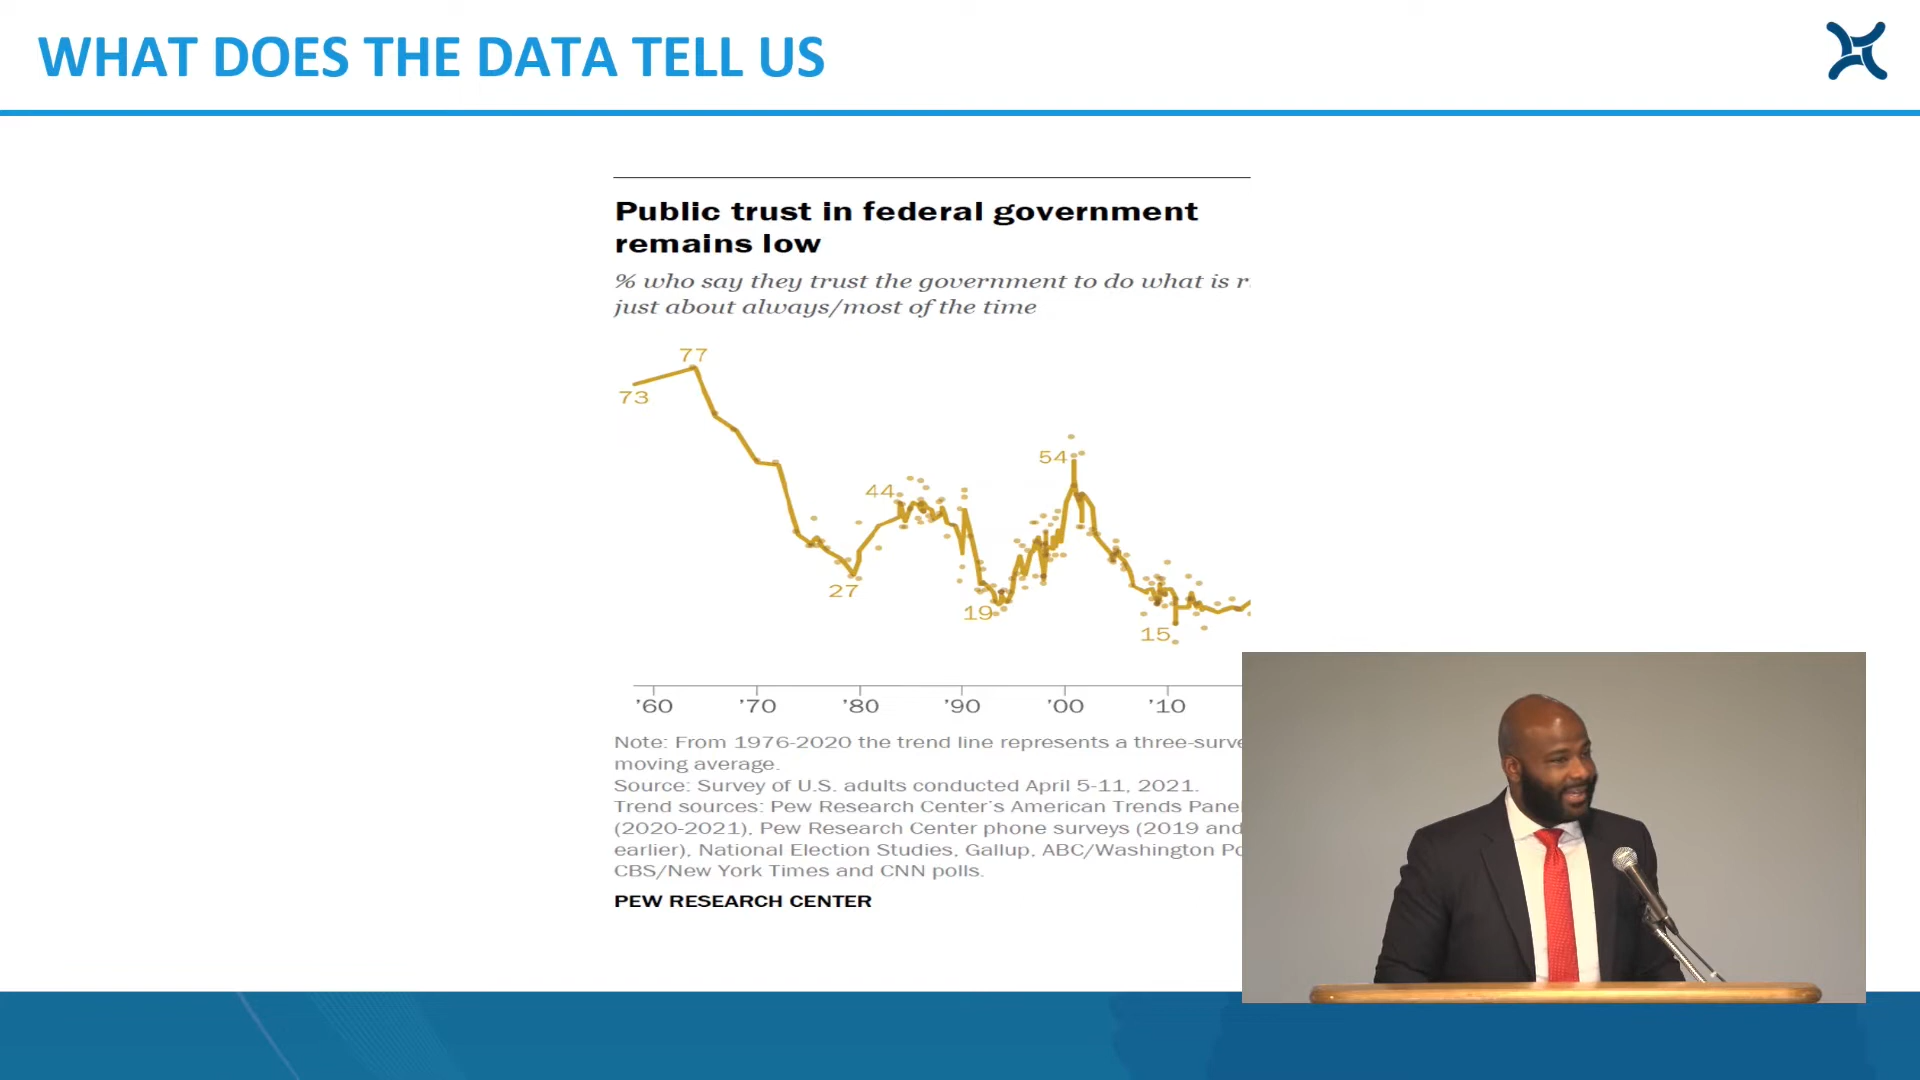 WHAT DOES THE DATA TELL US
Public trust in federal government
remains low
% who say they trust the government to do what is r
just about always/most of the time
77
73
54
44
27
19
15
'60 '70 '80 '90 '00 '10
Note: From 1976-2020 the trend line represents a three-surve
moving average.
Source: Survey of U.S. adults conducted April 5-11, 2021.
Trend sources: Pew Research Center's American Trends Pane
(2020-2021), Pew Research Center phone surveys (2019 and
earlier), National Election Studies, Gallup, ABC/Washington Po
CBS/New York Times and CNN polls.
PEW RESEARCH CENTER